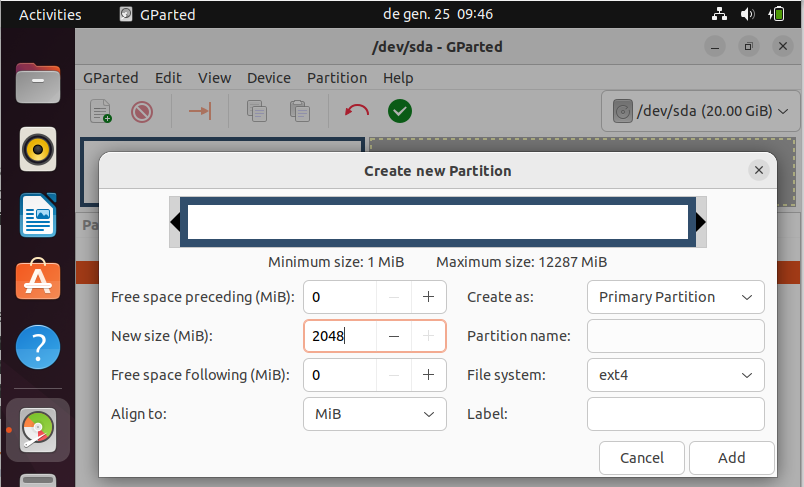 Activities GParted de gen. 25 09:46
/dev/sda - GParted
GParted Edit View Device Partition Help
/dev/sda (20.00 GiB)
Create new Partition
Pa
Minimum size: 1 MiB Maximum size: 12287 MiB
Free space preceding (MiB): 0 Create as: Primary Partition
New size (MiB): 2048 Partition name:
Free space following (MiB): 0 File system: ext4
Align to: MiB Label:
Cancel Add